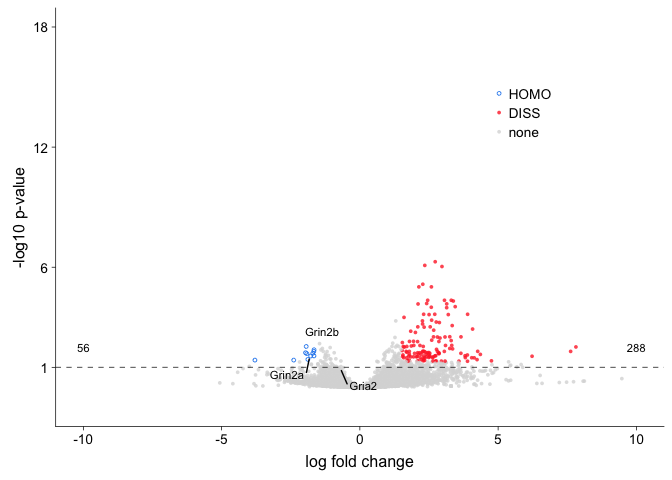 18
12
6
1
-log10 p-value
HOMO
DISS
none
56
288
Grin2b
Grin2a
Gria2
-10
-5
0
5
10
log fold change